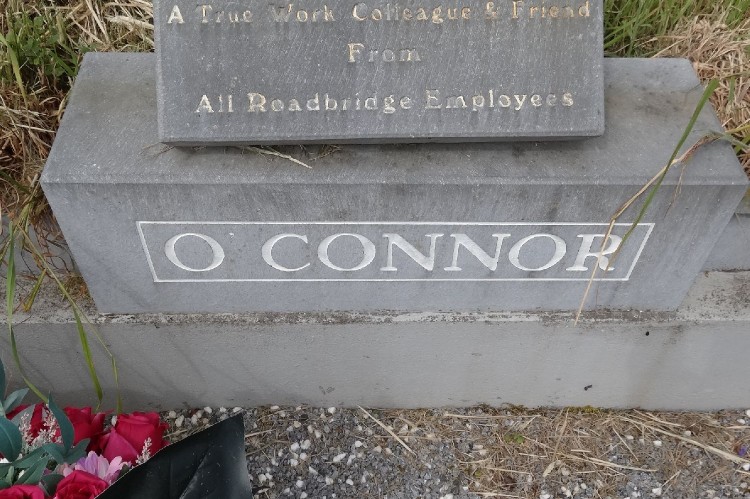 A True Work Colleague & Friend
From
All Roadbridge Employees
O'CONNOR